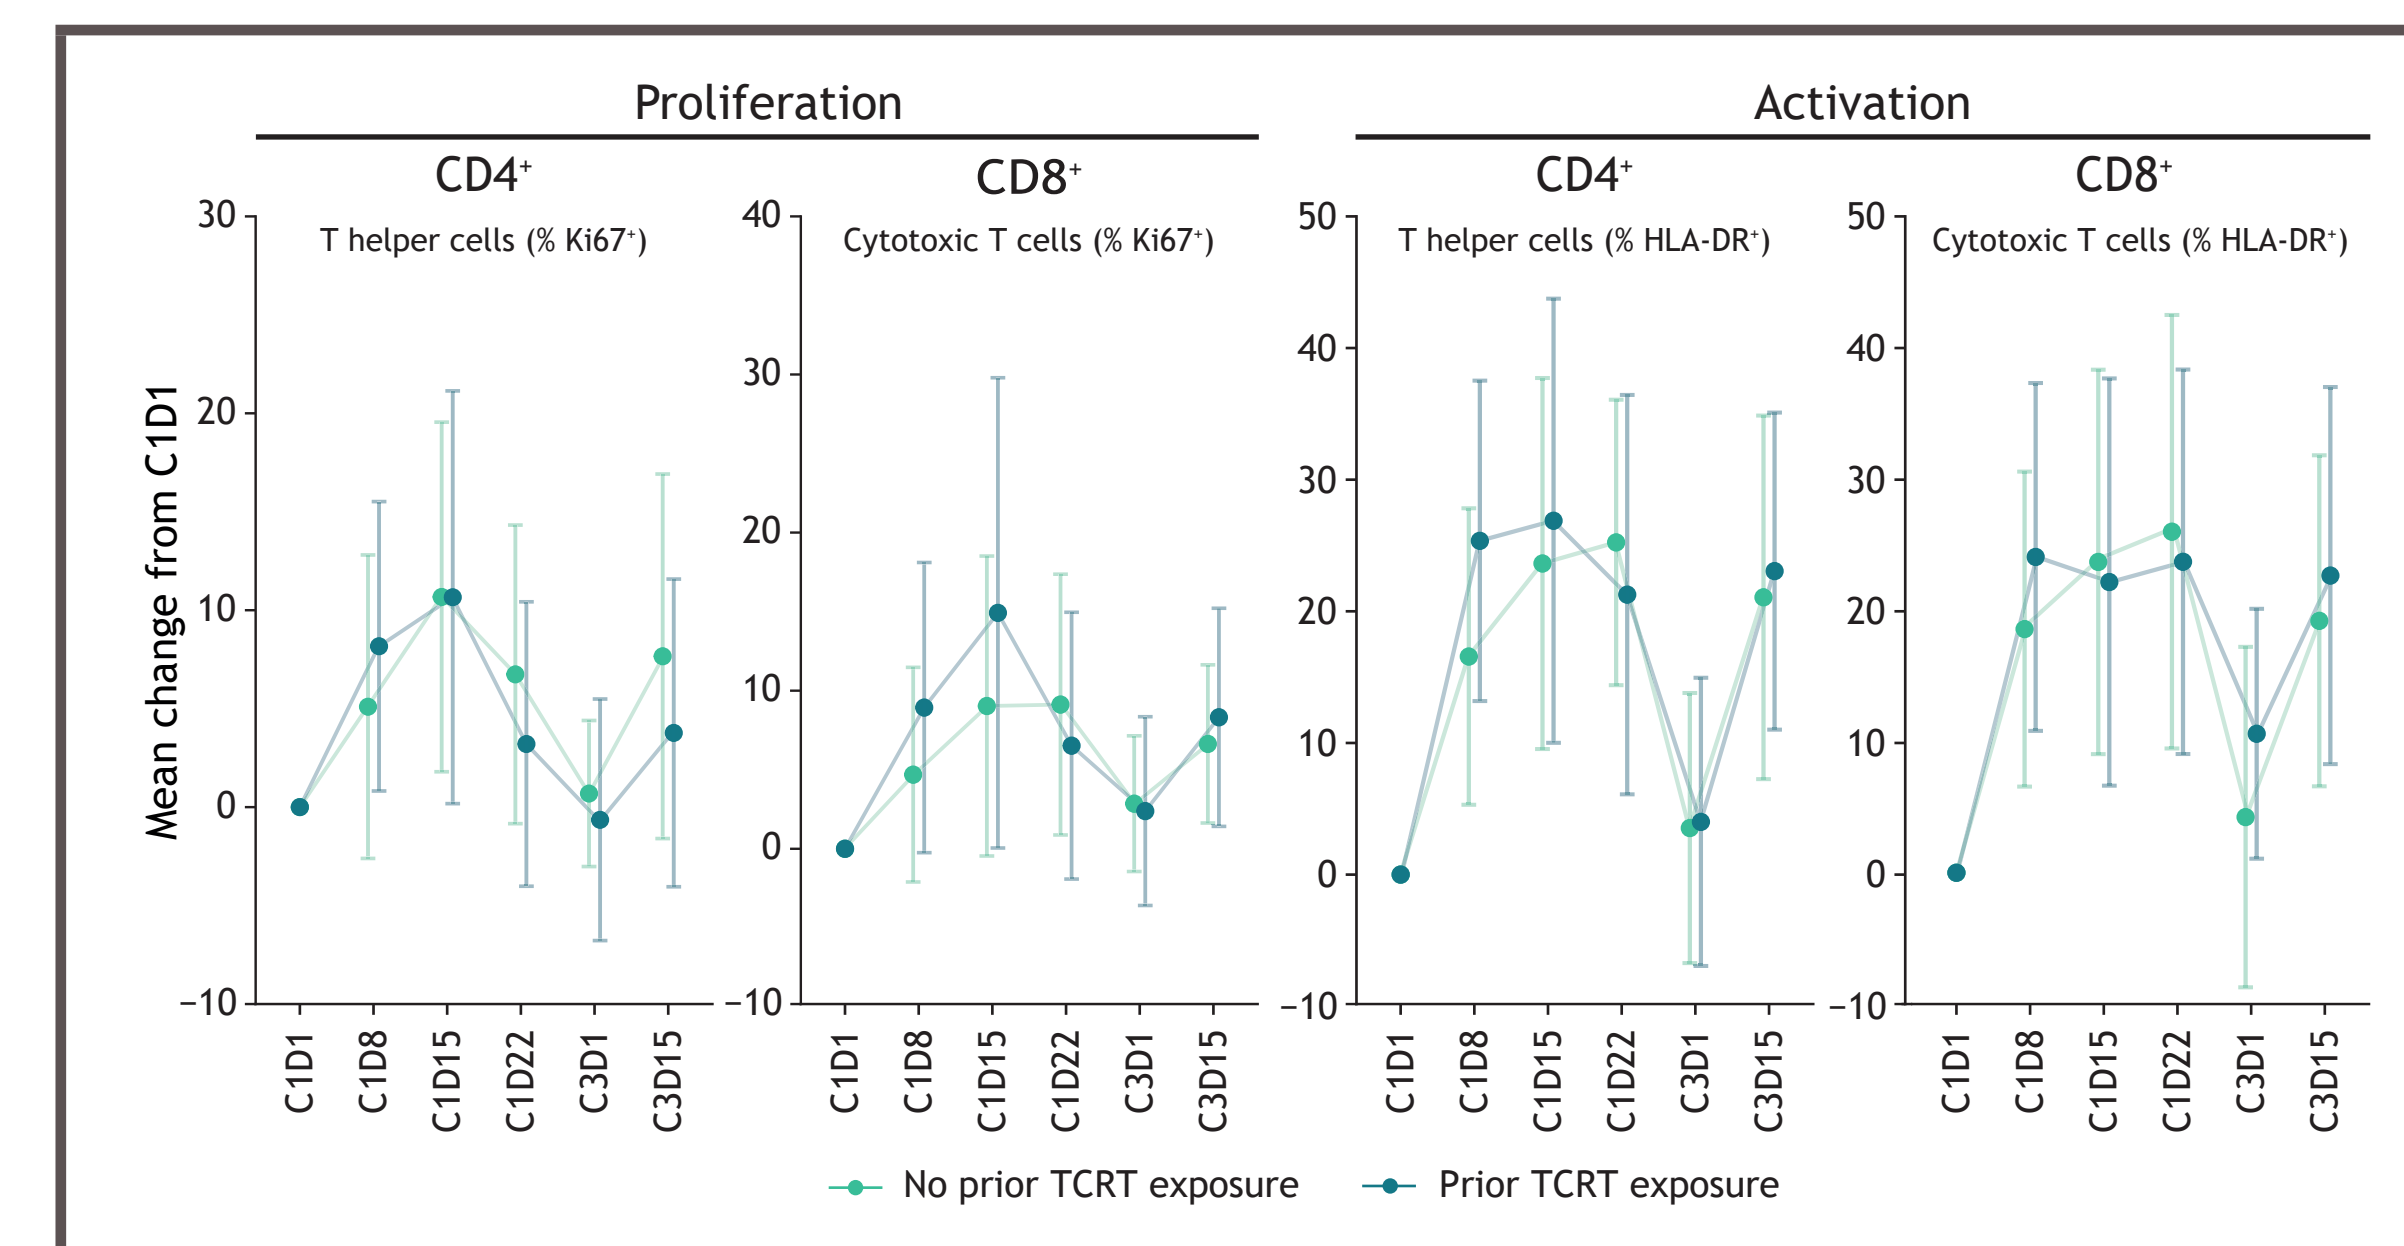 Proliferation
Activation
CD4⁺
CD8⁺
CD4⁺
CD8⁺
T helper cells (% Ki67⁺)
Cytotoxic T cells (% Ki67⁺)
T helper cells (% HLA-DR⁺)
Cytotoxic T cells (% HLA-DR⁺)
Mean change from C1D1
30
20
10
0
−10
C1D1
C1D8
C1D15
C1D22
C3D1
C3D15
40
30
20
10
0
−10
C1D1
C1D8
C1D15
C1D22
C3D1
C3D15
50
40
30
20
10
0
−10
C1D1
C1D8
C1D15
C1D22
C3D1
C3D15
50
40
30
20
10
0
−10
C1D1
C1D8
C1D15
C1D22
C3D1
C3D15
No prior TCRT exposure
Prior TCRT exposure